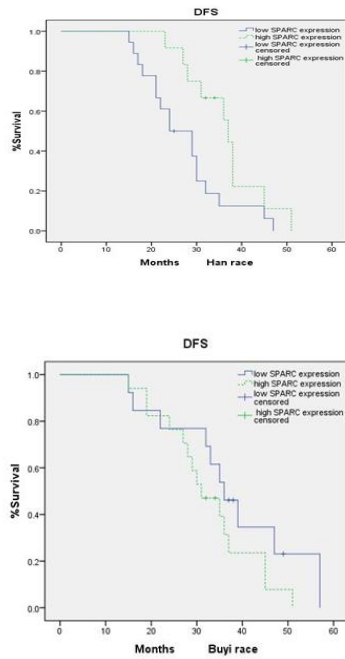 DFS
low SPARC expression
high SPARC expression
low SPARC expression
censored
high SPARC expression
censored
%Survival
1.0
0.8
0.6
0.4
0.2
0.0
0 10 20 30 40 50 60
Months Han race
DFS
low SPARC expression
high SPARC expression
low SPARC expression
censored
high SPARC expression
censored
%Survival
1.0
0.8
0.6
0.4
0.2
0.0
0 10 20 30 40 50 60
Months Buyi race